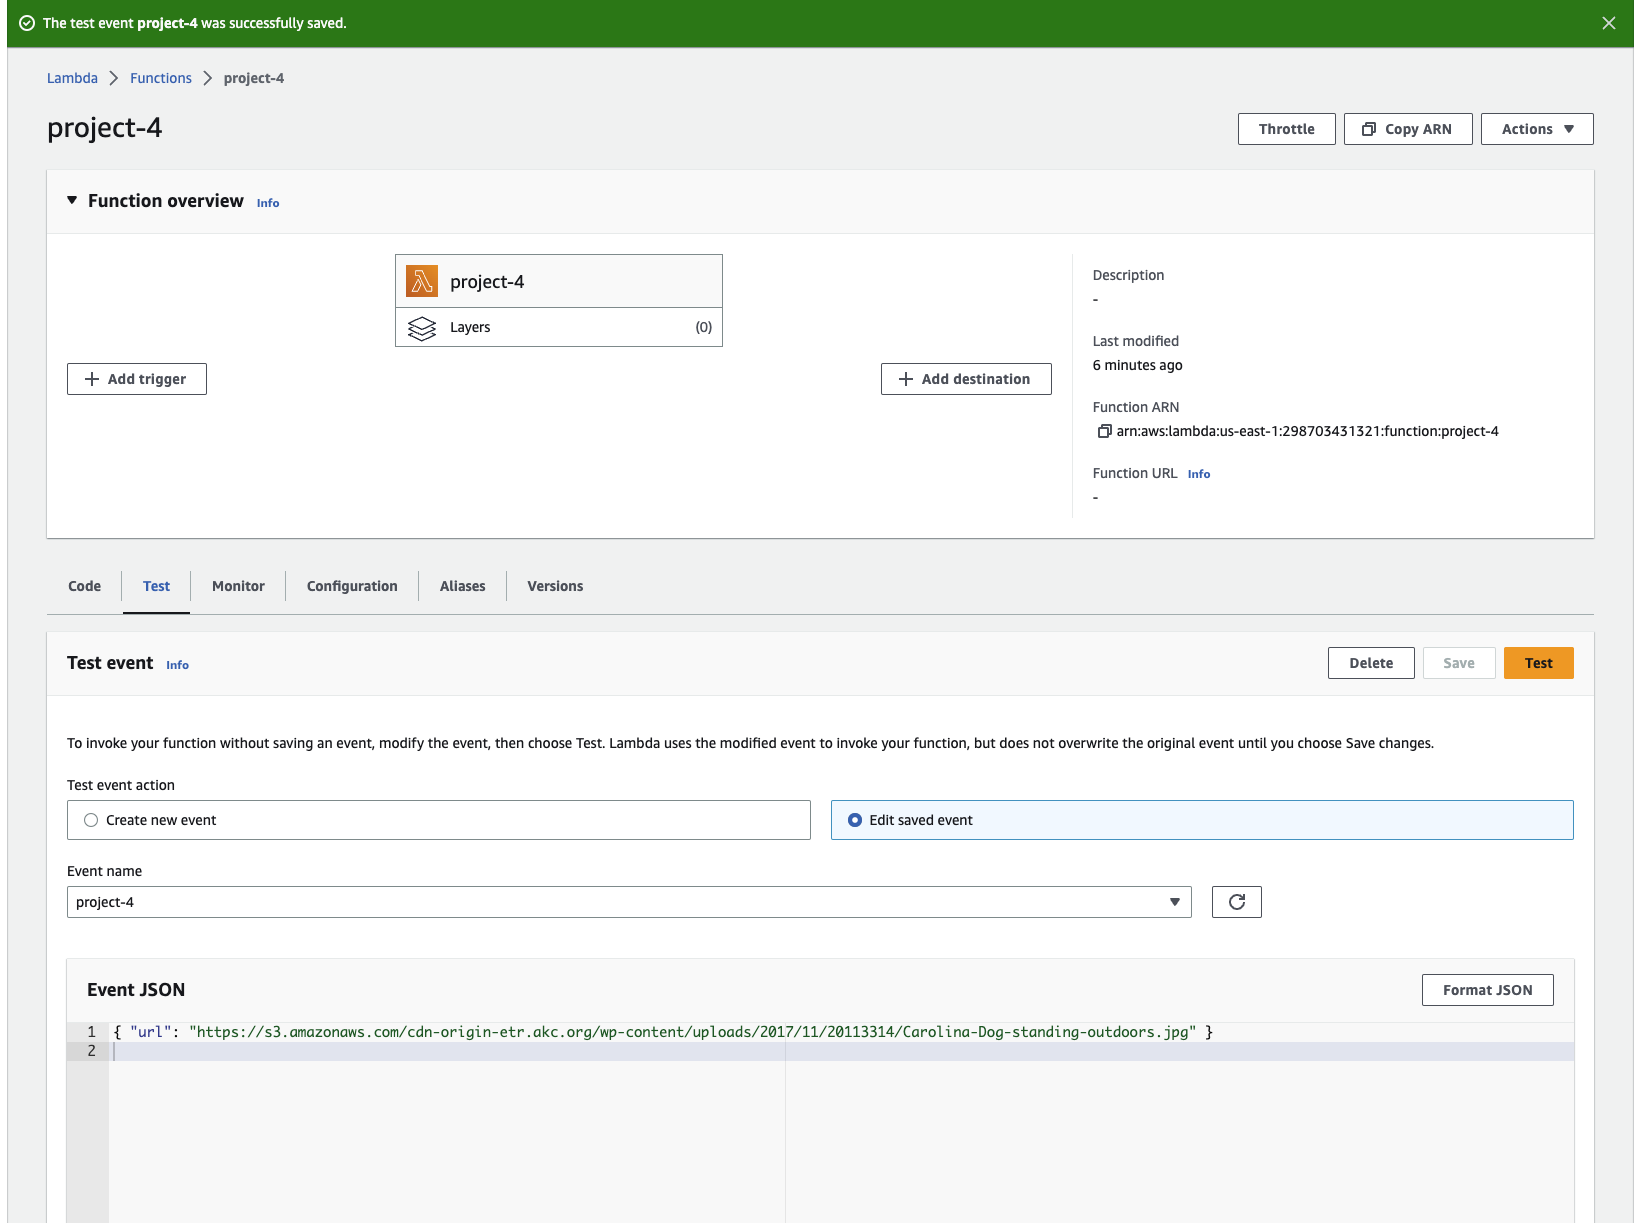 The test event project-4 was successfully saved.
Lambda > Functions > project-4
project-4
Throttle
Copy ARN
Actions
Function overview Info
project-4
Layers (0)
Add trigger
Add destination
Description
-
Last modified
6 minutes ago
Function ARN
arn:aws:lambda:us-east-1:298703431321:function:project-4
Function URL Info
-
Code
Test
Monitor
Configuration
Aliases
Versions
Test event Info
Delete
Save
Test
To invoke your function without saving an event, modify the event, then choose Test. Lambda uses the modified event to invoke your function, but does not overwrite the original event until you choose Save changes.
Test event action
Create new event
Edit saved event
Event name
project-4
Event JSON
Format JSON
1 { "url": "https://s3.amazonaws.com/cdn-origin-etr.akc.org/wp-content/uploads/2017/11/20113314/Carolina-Dog-standing-outdoors.jpg" }
2